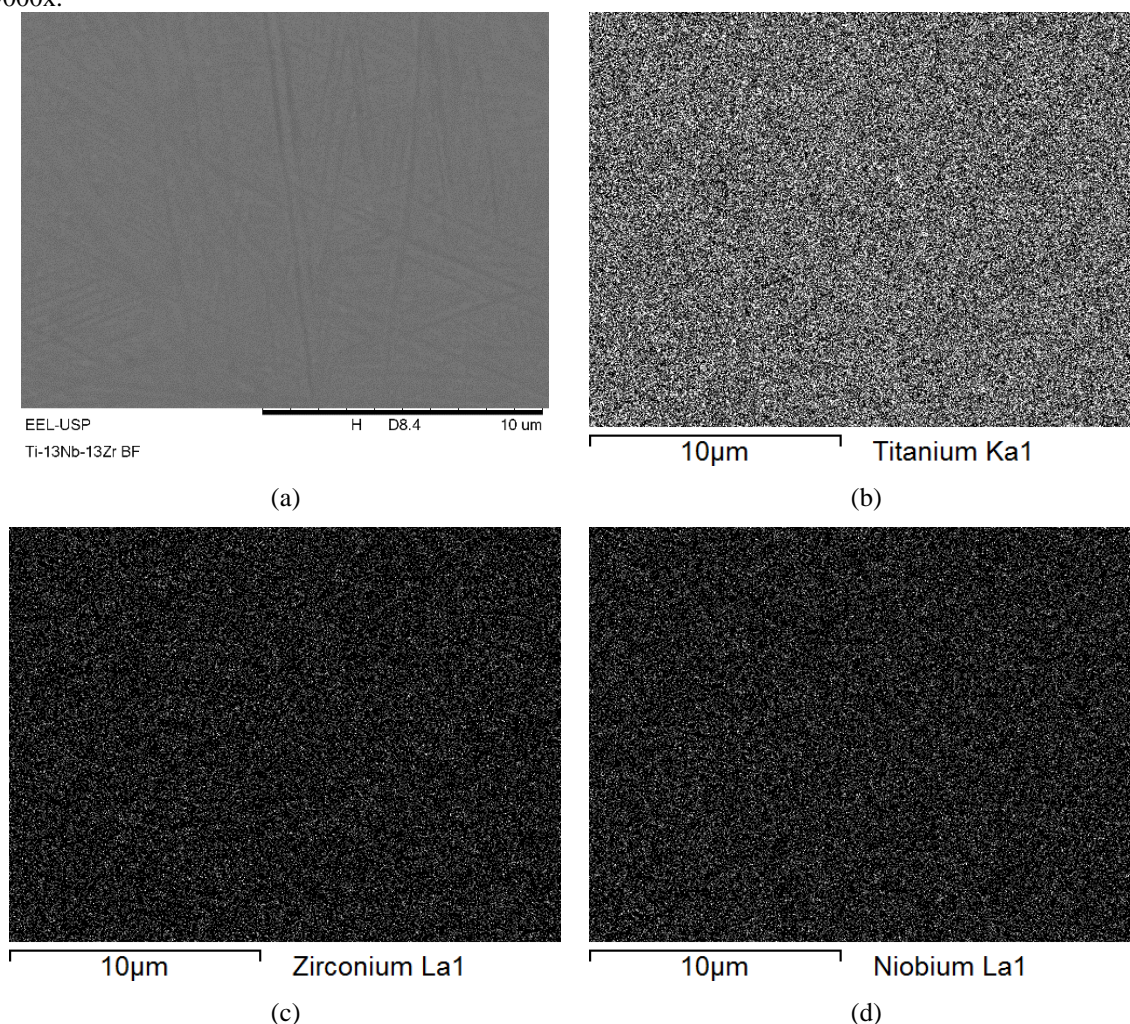 000x.
EEL-USP H D8.4 10 um
Ti-13Nb-13Zr BF
10µm Titanium Ka1
(a) (b)
10µm Zirconium La1 10µm Niobium La1
(c) (d)